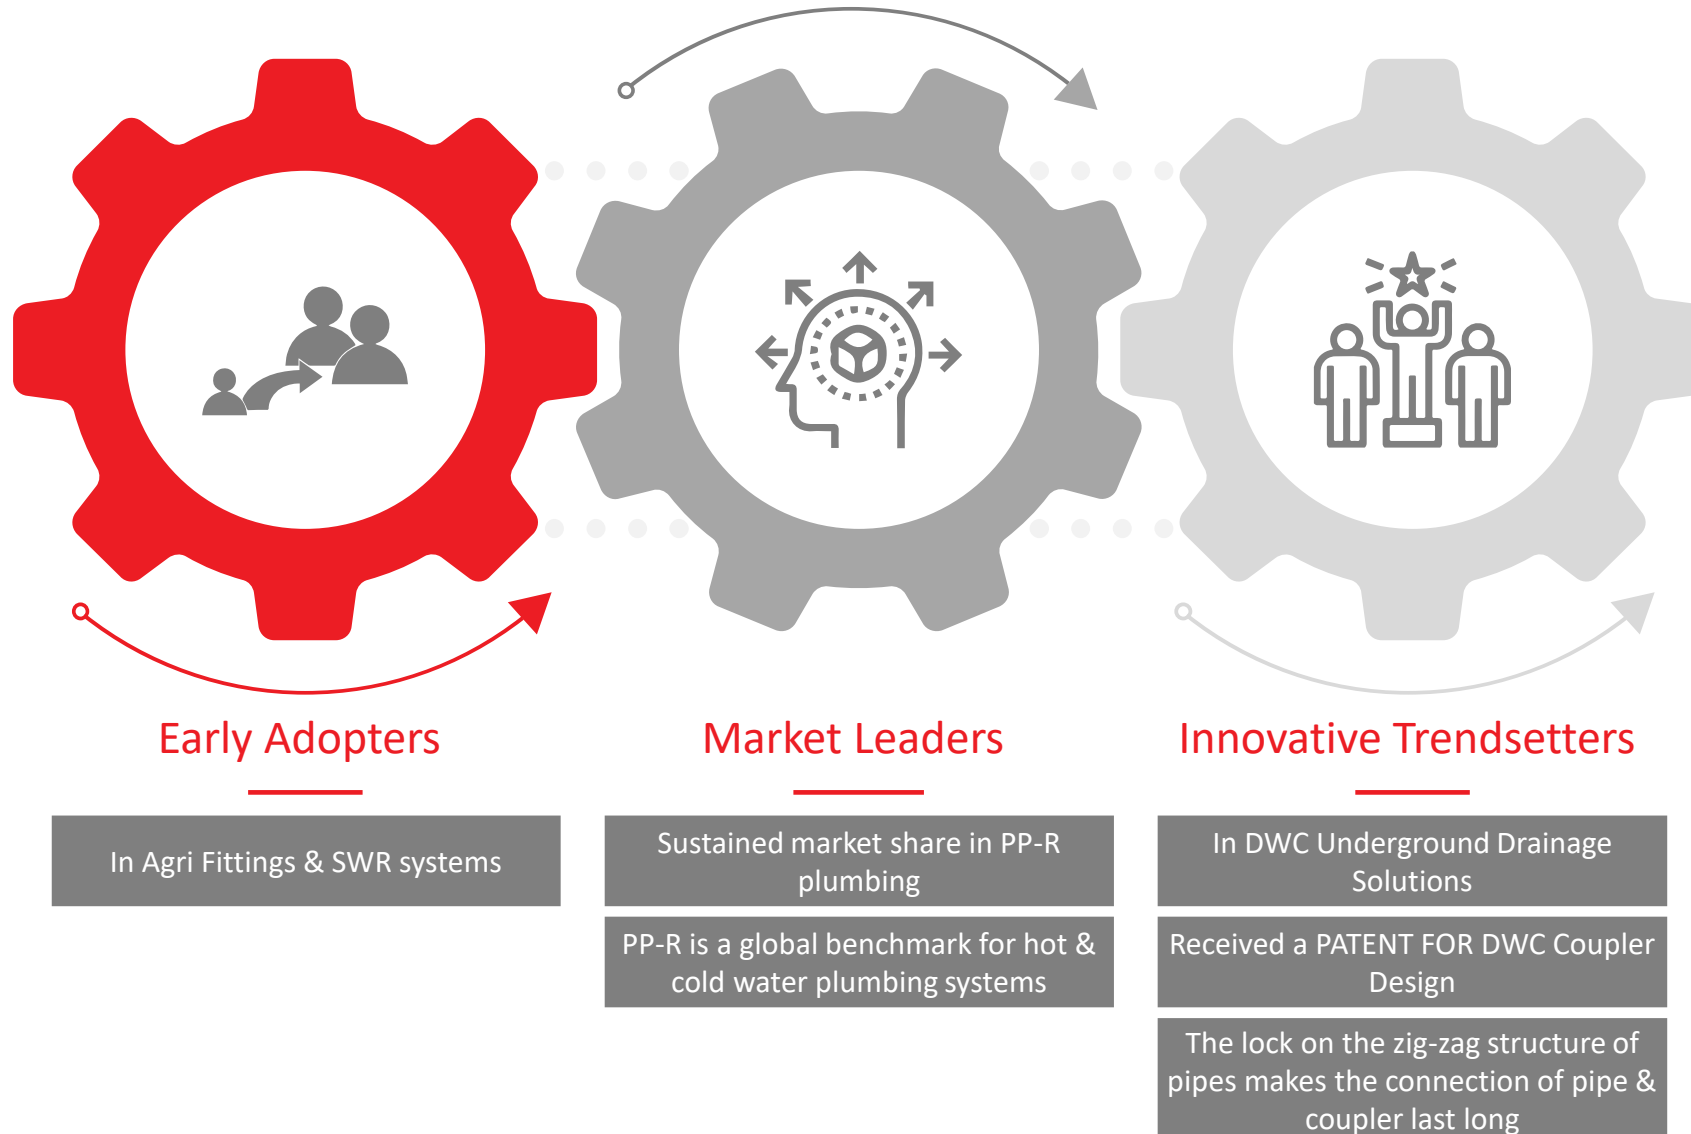 Early Adopters
In Agri Fittings & SWR systems
Market Leaders
Sustained market share in PP-R
plumbing
PP-R is a global benchmark for hot &
cold water plumbing systems
Innovative Trendsetters
In DWC Underground Drainage
Solutions
Received a PATENT FOR DWC Coupler
Design
The lock on the zig-zag structure of
pipes makes the connection of pipe &
coupler last long